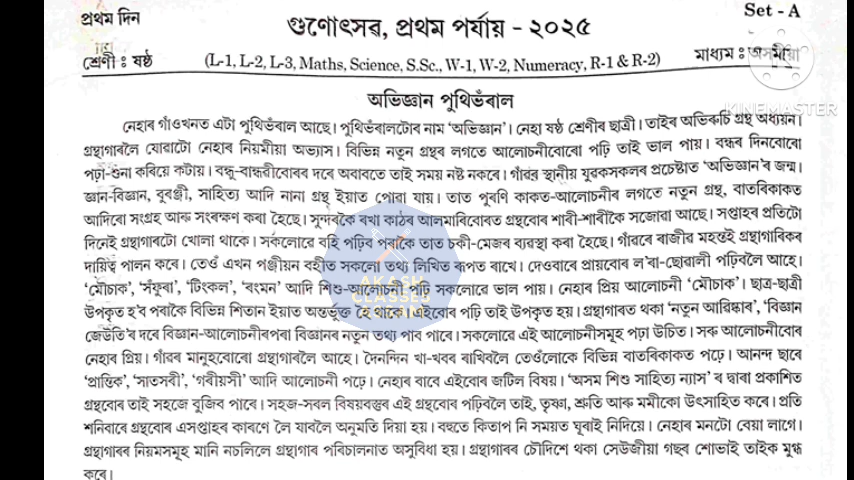 প্ৰথম দিন
গুণোৎসৱ, প্ৰথম পৰ্যায় - ২০২৫
Set - A
শ্ৰেণী : ষষ্ঠ
(L-1, L-2, L-3, Maths, Science, S.Sc., W-1, W-2, Numeracy, R-1 & R-2)
মাধ্যম : অসমীয়া
KINEMASTER
অভিজ্ঞান পুথিভঁৰাল
নেহাৰ গাঁওখনত এটা পুথিভঁৰাল আছে। পুথিভঁৰালটোৰ নাম ‘অভিজ্ঞান’। নেহা ষষ্ঠ শ্ৰেণীৰ ছাত্ৰী। তাইৰ অভিৰুচি গ্ৰন্থ অধ্যয়ন।
গ্ৰন্থাগাৰলৈ যোৱাটো নেহাৰ নিয়মীয়া অভ্যাস। বিভিন্ন নতুন গ্ৰন্থৰ লগতে আলোচনীবোৰো পঢ়ি তাই ভাল পায়। বন্ধৰ দিনবোৰো
পঢ়া-শুনা কৰিয়ে কটায়। বন্ধু-বান্ধৱীবোৰৰ দৰে অবাবতে তাই সময় নষ্ট নকৰে। গাঁৱৰ স্থানীয় যুৱকসকলৰ প্ৰচেষ্টাত ‘অভিজ্ঞান’ৰ জন্ম।
জ্ঞান-বিজ্ঞান, বুৰঞ্জী, সাহিত্য আদি নানা গ্ৰন্থ ইয়াত পোৱা যায়। তাত পুৰণি কাকত-আলোচনীৰ লগতে নতুন গ্ৰন্থ, বাতৰিকাকত
আদিৰো সংগ্ৰহ আৰু সংৰক্ষণ কৰা হৈছে। সুন্দৰকৈ ৰখা কাঠৰ আলমাৰিবোৰত গ্ৰন্থবোৰ শাৰী-শাৰীকৈ সজোৱা আছে। সপ্তাহৰ প্ৰতিটো
দিনেই গ্ৰন্থাগাৰটো খোলা থাকে। সকলোৱে বহি পঢ়িব পৰাকৈ তাত চকী-মেজৰ ব্যৱস্থা কৰা হৈছে। গাঁৱৰে ৰাজীৱ মহন্তই গ্ৰন্থাগাৰিকৰ
দায়িত্ব পালন কৰে। তেওঁ এখন পঞ্জীয়ন বহীত সকলো তথ্য লিখিত ৰূপত ৰাখে। দেওবাৰে প্ৰায়বোৰ ল’ৰা-ছোৱালী পঢ়িবলৈ আহে।
‘মৌচাক’, ‘সঁফুৰা’, ‘টিংকল’, ‘ৰংমন’ আদি শিশু-আলোচনী পঢ়ি সকলোৱে ভাল পায়। নেহাৰ প্ৰিয় আলোচনী ‘মৌচাক’। ছাত্ৰ-ছাত্ৰী
উপকৃত হ’ব পৰাকৈ বিভিন্ন শিতান ইয়াত অন্তৰ্ভুক্ত হৈ থাকে। এইবোৰ পঢ়ি তাই উপকৃত হয়। গ্ৰন্থাগাৰত থকা ‘নতুন আৱিষ্কাৰ’, ‘বিজ্ঞান
জেউতি’ৰ দৰে বিজ্ঞান-আলোচনীৰপৰা বিজ্ঞানৰ নতুন তথ্য পাব পাৰে। সকলোৱে এই আলোচনীসমূহ পঢ়া উচিত। সৰু আলোচনীবোৰ
নেহাৰ প্ৰিয়। গাঁৱৰ মানুহবোৰো গ্ৰন্থাগাৰলৈ আহে। দৈনন্দিন খা-খবৰ ৰাখিবলৈ তেওঁলোকে বিভিন্ন বাতৰিকাকত পঢ়ে। আনন্দ ছাৰে
‘প্ৰান্তিক’, ‘সাতসৰী’, ‘গৰীয়সী’ আদি আলোচনী পঢ়ে। নেহাৰ বাবে এইবোৰ জটিল বিষয়। ‘অসম শিশু সাহিত্য ন্যাস’ ৰ দ্বাৰা প্ৰকাশিত
গ্ৰন্থবোৰ তাই সহজে বুজিব পাৰে। সহজ-সৰল বিষয়বস্তুৰ এই গ্ৰন্থবোৰ পঢ়িবলৈ তাই, তৃষ্ণা, শ্ৰুতি আৰু মমীকো উৎসাহিত কৰে। প্ৰতি
শনিবাৰে গ্ৰন্থবোৰ এসপ্তাহৰ কাৰণে লৈ যাবলৈ অনুমতি দিয়া হয়। বহুতে কিতাপ নি সময়ত ঘূৰাই নিদিয়ে। নেহাৰ মনটো বেয়া লাগে।
গ্ৰন্থাগাৰৰ নিয়মসমূহ মানি নচলিলে গ্ৰন্থাগাৰ পৰিচালনাত অসুবিধা হয়। গ্ৰন্থাগাৰৰ চৌদিশে থকা সেউজীয়া গছৰ শোভাই তাইক মুগ্ধ
কৰে।
AKASH
CLASSES